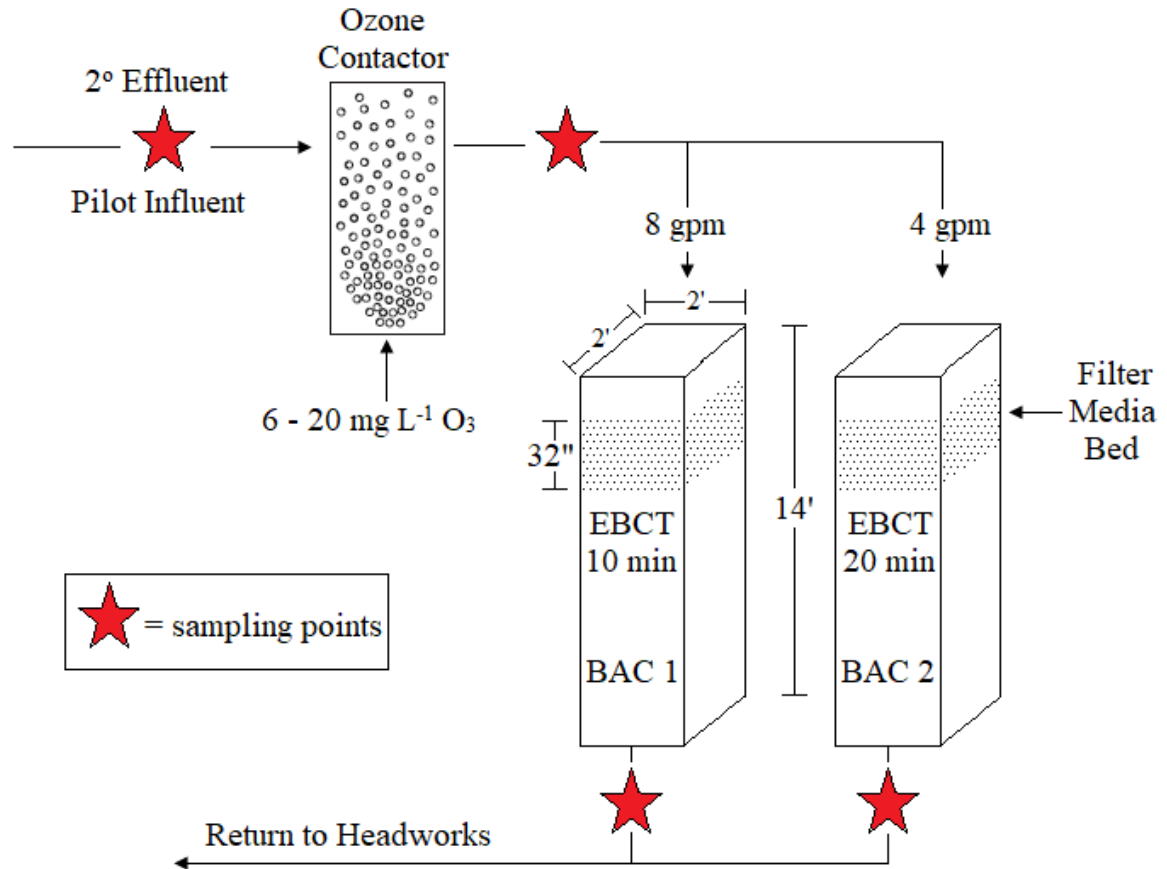 Ozone
Contactor
2º Effluent
Pilot Influent
6 - 20 mg L⁻¹ O₃
8 gpm
4 gpm
2'
2'
32"
14'
Filter
Media
Bed
EBCT
10 min
BAC 1
EBCT
20 min
BAC 2
= sampling points
Return to Headworks